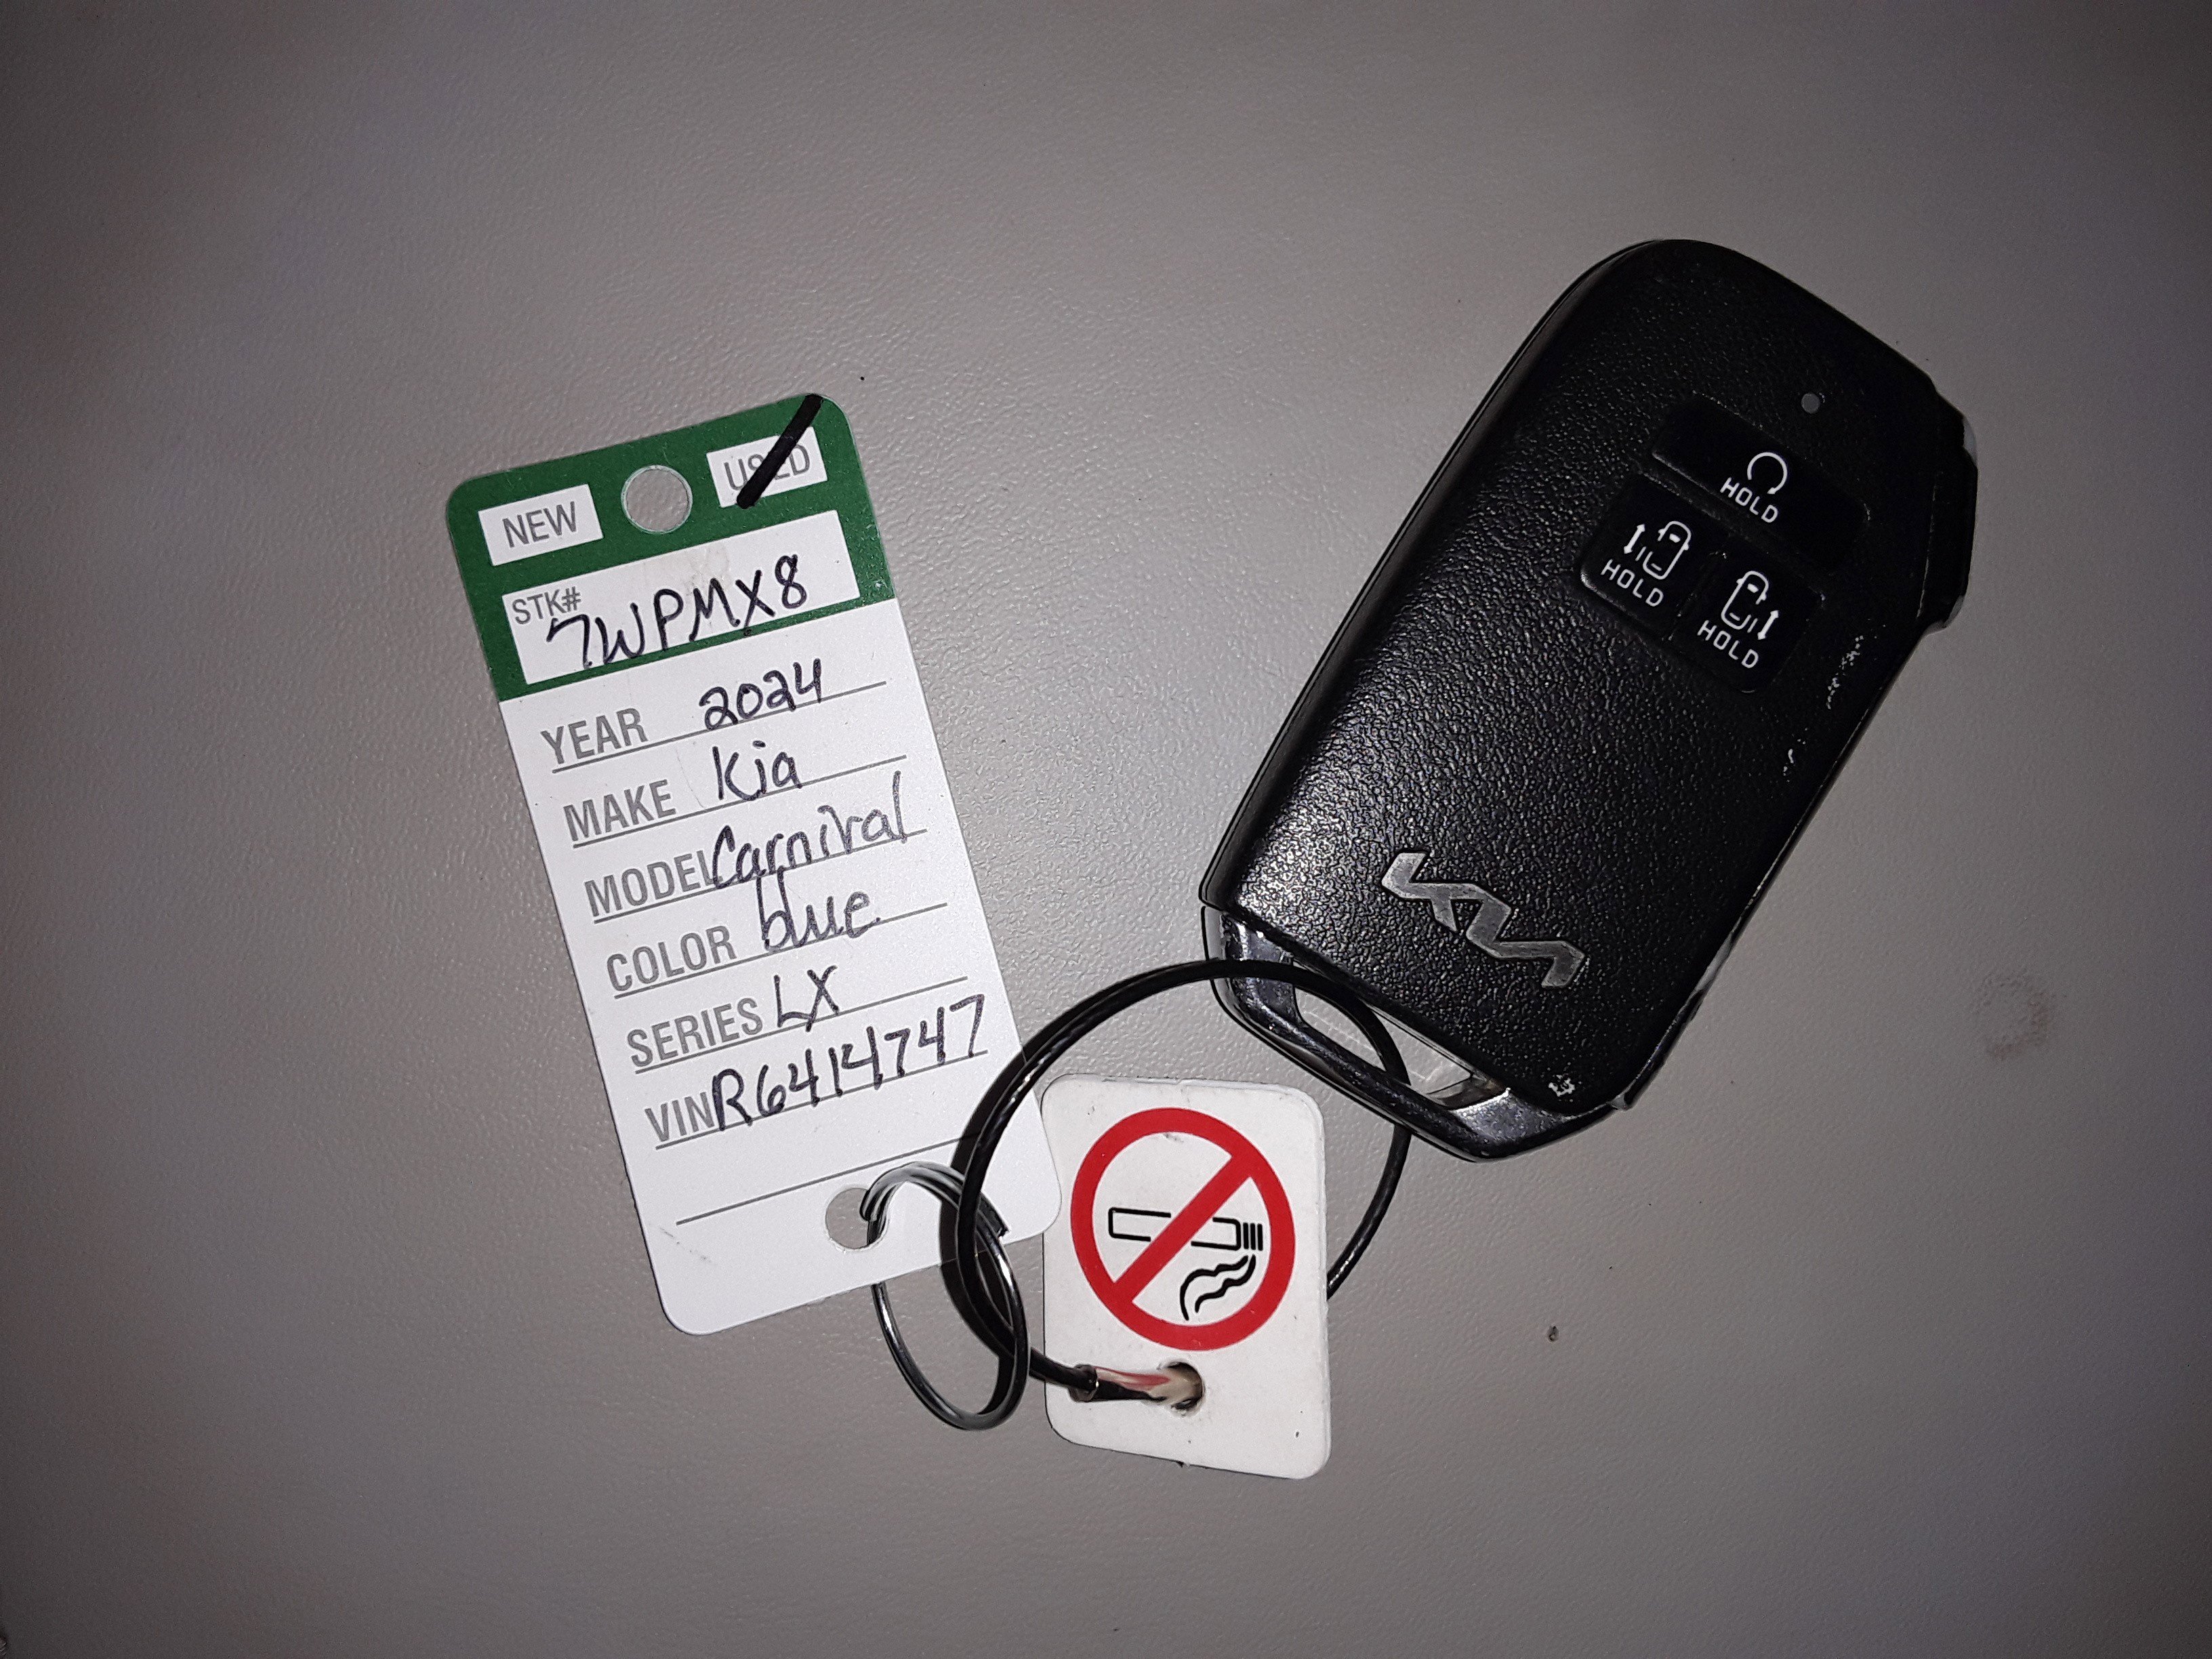 NEW USED
STK# 7WPMX8
YEAR 2024
MAKE Kia
MODEL Carnival
COLOR blue
SERIES LX
VIN R6414747
HOLD
HOLD HOLD
KIA